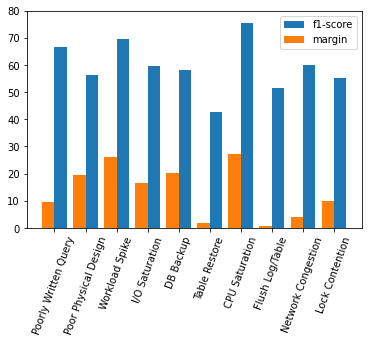 80
70
60
50
40
30
20
10
0
f1-score
margin
Poorly Written Query
Poor Physical Design
Workload Spike
I/O Saturation
DB Backup
Table Restore
CPU Saturation
Flush Log/Table
Network Congestion
Lock Contention